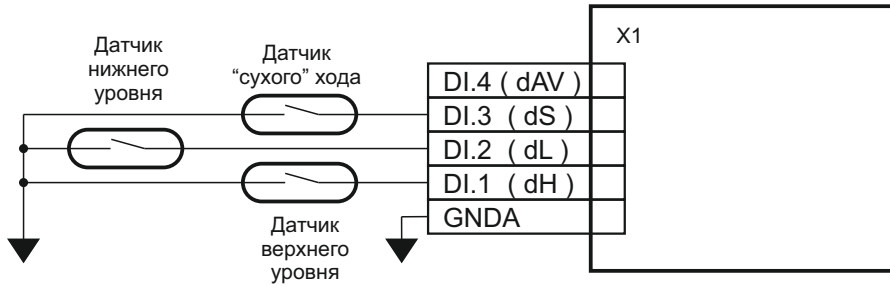 Датчик
нижнего
уровня
Датчик
“сухого” хода
X1
DI.4 ( dAV )
DI.3 ( dS )
DI.2 ( dL )
DI.1 ( dH )
GNDA
Датчик
верхнего
уровня